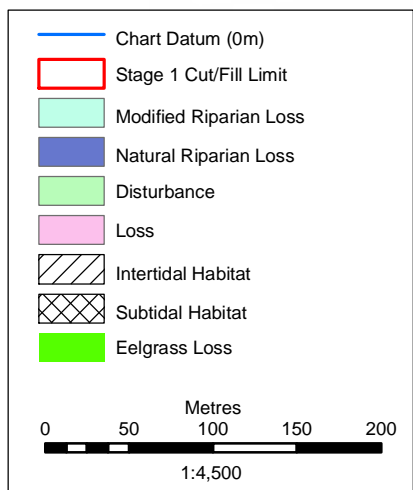 Chart Datum (0m)
Stage 1 Cut/Fill Limit
Modified Riparian Loss
Natural Riparian Loss
Disturbance
Loss
Intertidal Habitat
Subtidal Habitat
Eelgrass Loss
Metres
0 50 100 150 200
1:4,500